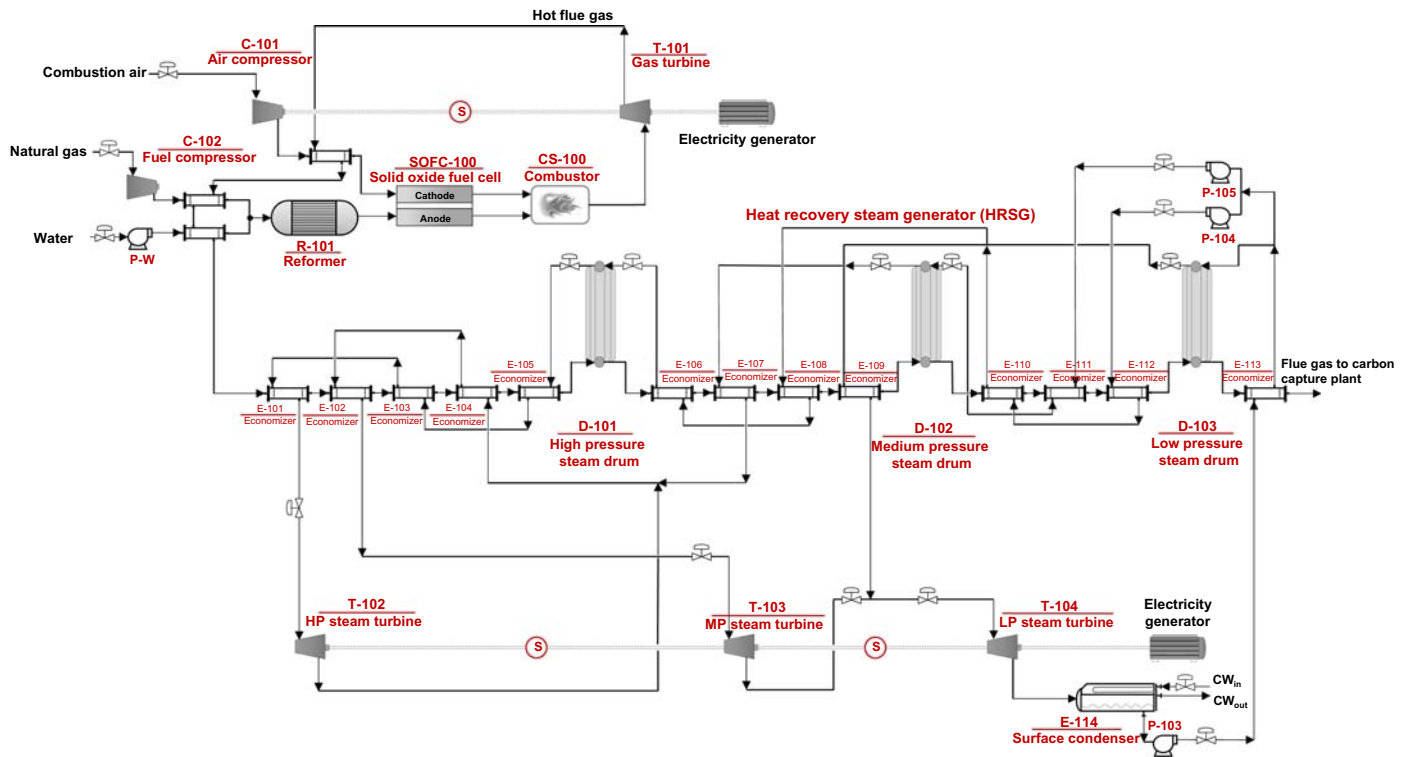 Hot flue gas
C-101
Air compressor
T-101
Gas turbine
Combustion air
S
Electricity generator
C-102
Fuel compressor
Natural gas
SOFC-100
Solid oxide fuel cell
CS-100
Combustor
Cathode
Anode
P-105
Heat recovery steam generator (HRSG)
P-104
Water
P-W
R-101
Reformer
E-105
Economizer
E-106
Economizer
E-107
Economizer
E-108
Economizer
E-109
Economizer
E-110
Economizer
E-111
Economizer
E-112
Economizer
E-113
Economizer
Flue gas to carbon
capture plant
E-101
Economizer
E-102
Economizer
E-103
Economizer
E-104
Economizer
D-101
High pressure
steam drum
D-102
Medium pressure
steam drum
D-103
Low pressure
steam drum
T-102
HP steam turbine
T-103
MP steam turbine
T-104
LP steam turbine
Electricity
generator
S
S
CWin
CWout
E-114
Surface condenser
P-103